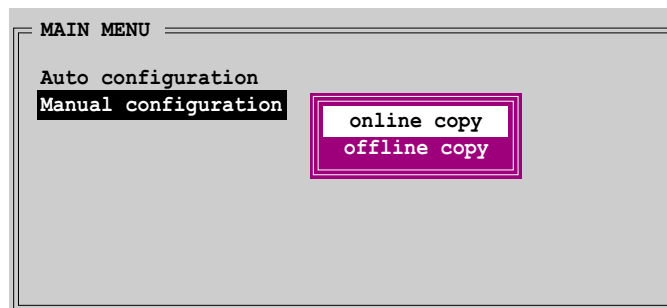 MAIN MENU
Auto configuration
Manual configuration
online copy
offline copy